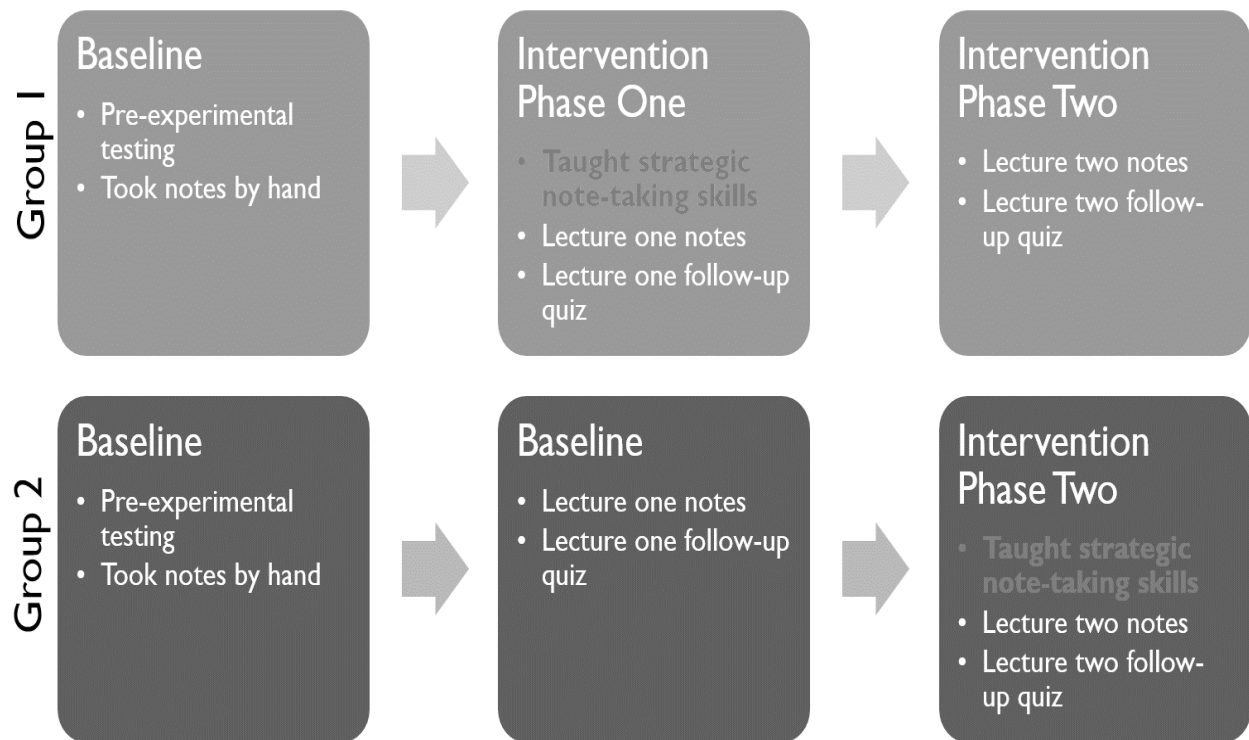 Group 1
Baseline
• Pre-experimental
testing
• Took notes by hand
Intervention
Phase One
• Taught strategic
note-taking skills
• Lecture one notes
• Lecture one follow-up
quiz
Intervention
Phase Two
• Lecture two notes
• Lecture two follow-
up quiz
Group 2
Baseline
• Pre-experimental
testing
• Took notes by hand
Baseline
• Lecture one notes
• Lecture one follow-up
quiz
Intervention
Phase Two
• Taught strategic
note-taking skills
• Lecture two notes
• Lecture two follow-
up quiz